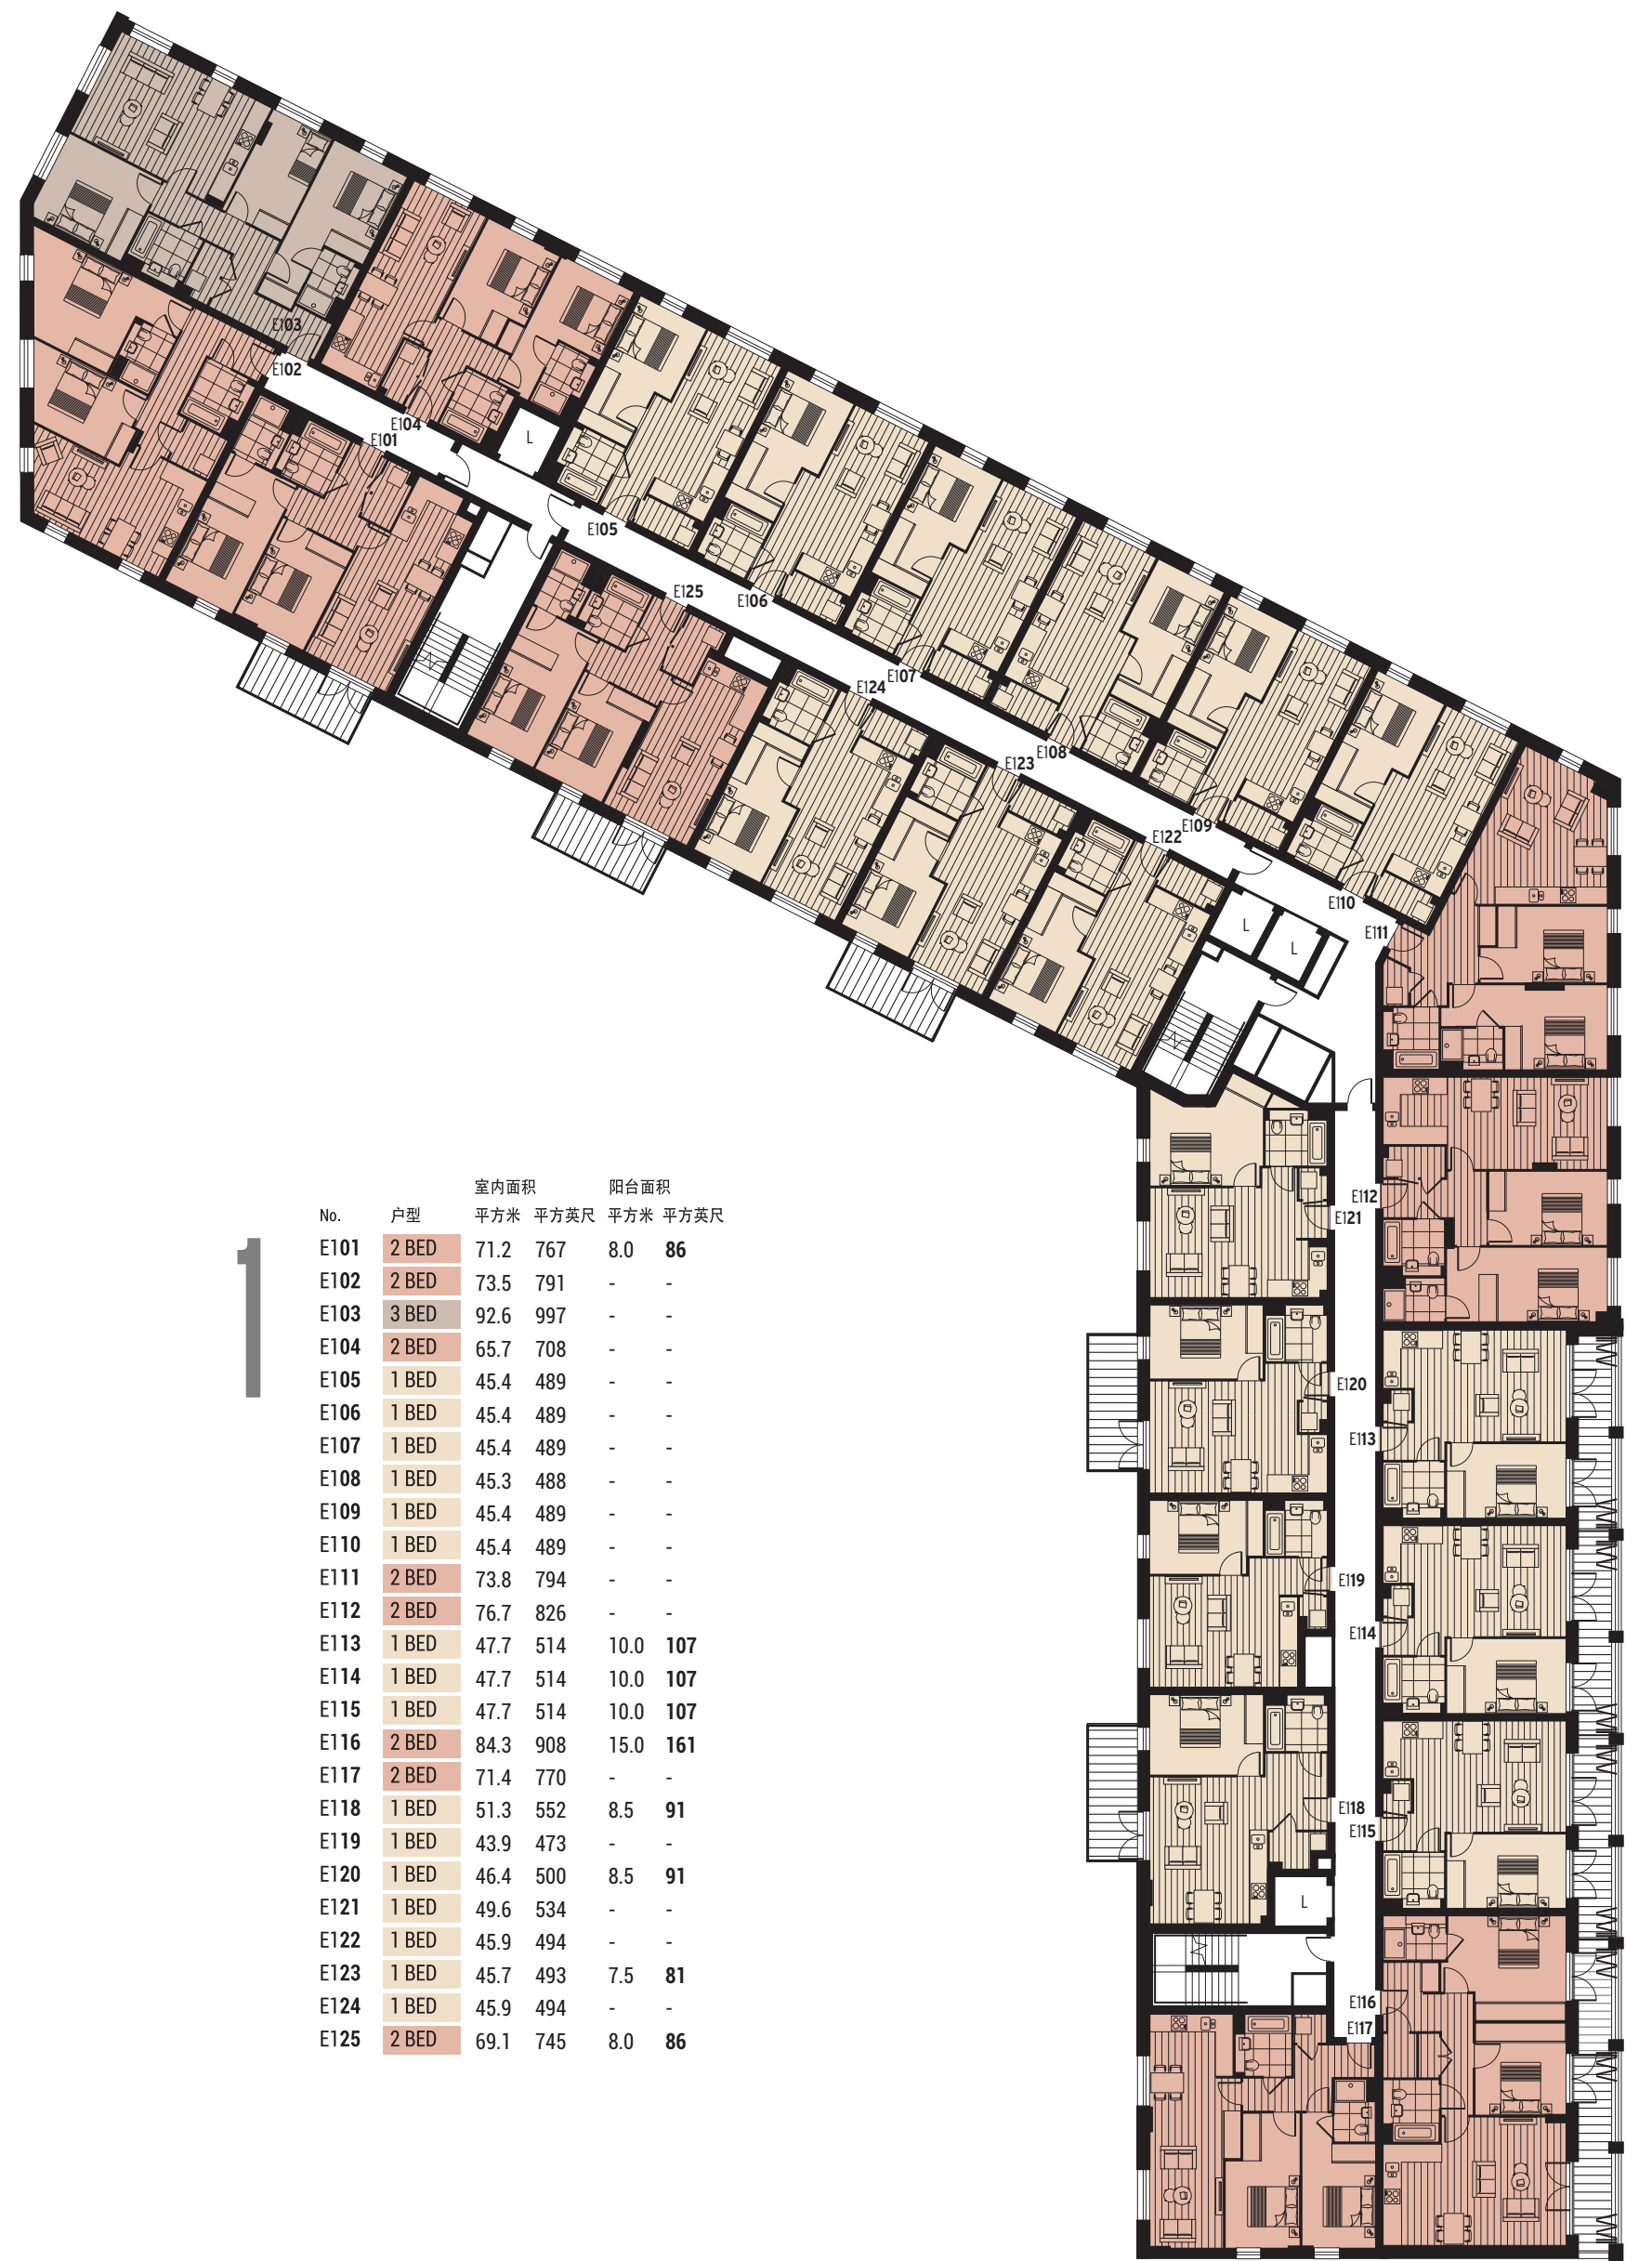 E103
E102
E104
E101
L
E105
E125
E106
E107
E124
E108
E123
E109
E122
E110
E111
L
L
E112
E121
E120
E113
E119
E114
E118
E115
L
E116
E117
1
室内面积 阳台面积
No. 户型 平方米 平方英尺 平方米 平方英尺
E101 2 BED 71.2 767 8.0 86
E102 2 BED 73.5 791 - -
E103 3 BED 92.6 997 - -
E104 2 BED 65.7 708 - -
E105 1 BED 45.4 489 - -
E106 1 BED 45.4 489 - -
E107 1 BED 45.4 489 - -
E108 1 BED 45.3 488 - -
E109 1 BED 45.4 489 - -
E110 1 BED 45.4 489 - -
E111 2 BED 73.8 794 - -
E112 2 BED 76.7 826 - -
E113 1 BED 47.7 514 10.0 107
E114 1 BED 47.7 514 10.0 107
E115 1 BED 47.7 514 10.0 107
E116 2 BED 84.3 908 15.0 161
E117 2 BED 71.4 770 - -
E118 1 BED 51.3 552 8.5 91
E119 1 BED 43.9 473 - -
E120 1 BED 46.4 500 8.5 91
E121 1 BED 49.6 534 - -
E122 1 BED 45.9 494 - -
E123 1 BED 45.7 493 7.5 81
E124 1 BED 45.9 494 - -
E125 2 BED 69.1 745 8.0 86